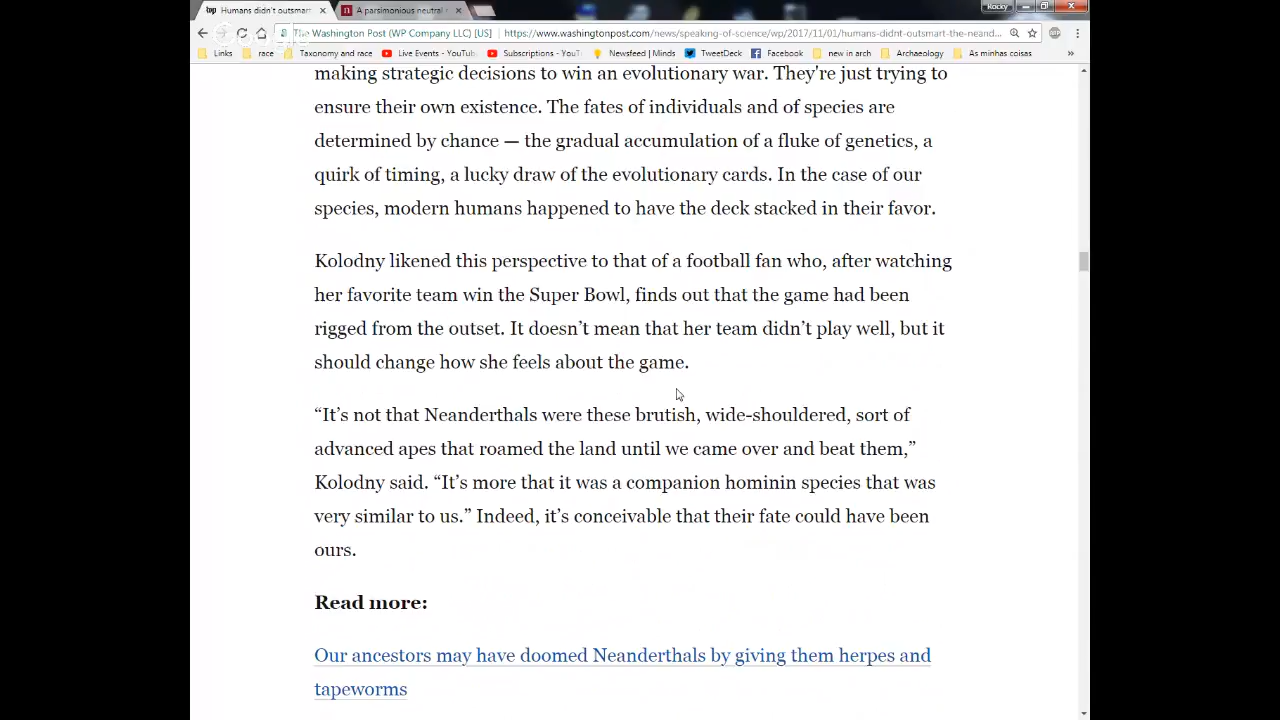 Humans didn't outsmar
A parsimonious neutral
Rocky
The Washington Post (WP Company LLC) [US]
https://www.washingtonpost.com/news/speaking-of-science/wp/2017/11/01/humans-didnt-outsmart-the-neand...
Links
race
Taxonomy and race
Live Events - YouTub
Subscriptions - YouT
Newsfeed | Minds
TweetDeck
Facebook
new in arch
Archaeology
As minhas coisas
»
making strategic decisions to win an evolutionary war. They're just trying to
ensure their own existence. The fates of individuals and of species are
determined by chance — the gradual accumulation of a fluke of genetics, a
quirk of timing, a lucky draw of the evolutionary cards. In the case of our
species, modern humans happened to have the deck stacked in their favor.
Kolodny likened this perspective to that of a football fan who, after watching
her favorite team win the Super Bowl, finds out that the game had been
rigged from the outset. It doesn’t mean that her team didn’t play well, but it
should change how she feels about the game.
“It’s not that Neanderthals were these brutish, wide-shouldered, sort of
advanced apes that roamed the land until we came over and beat them,”
Kolodny said. “It’s more that it was a companion hominin species that was
very similar to us.” Indeed, it’s conceivable that their fate could have been
ours.
Read more:
Our ancestors may have doomed Neanderthals by giving them herpes and
tapeworms